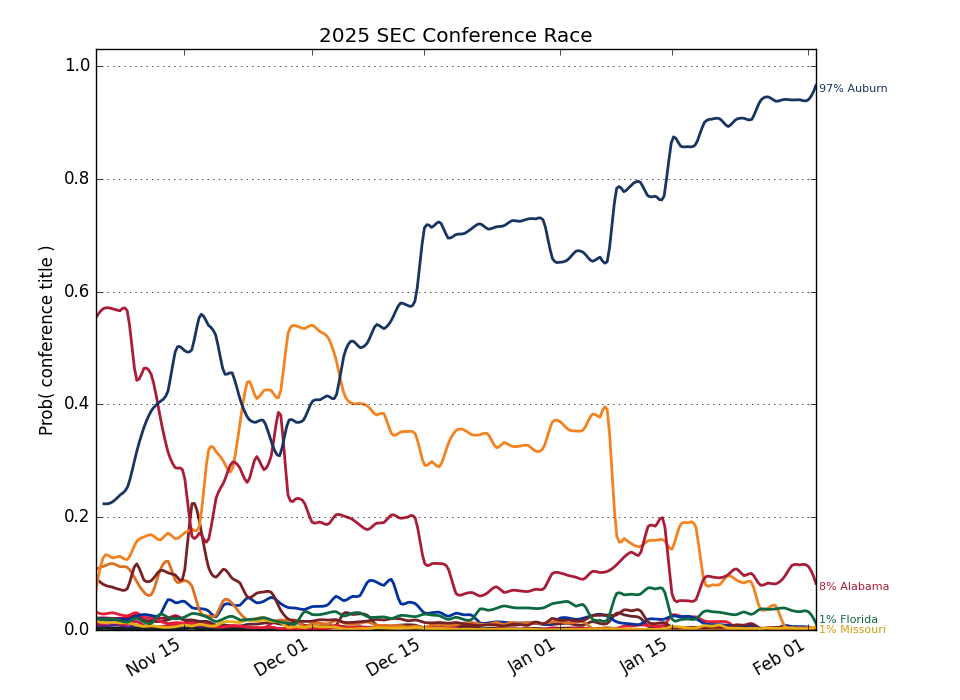 2025 SEC Conference Race
Prob( conference title )
1.0
0.8
0.6
0.4
0.2
0.0
Nov 15
Dec 01
Dec 15
Jan 01
Jan 15
Feb 01
97% Auburn
8% Alabama
1% Florida
1% Missouri